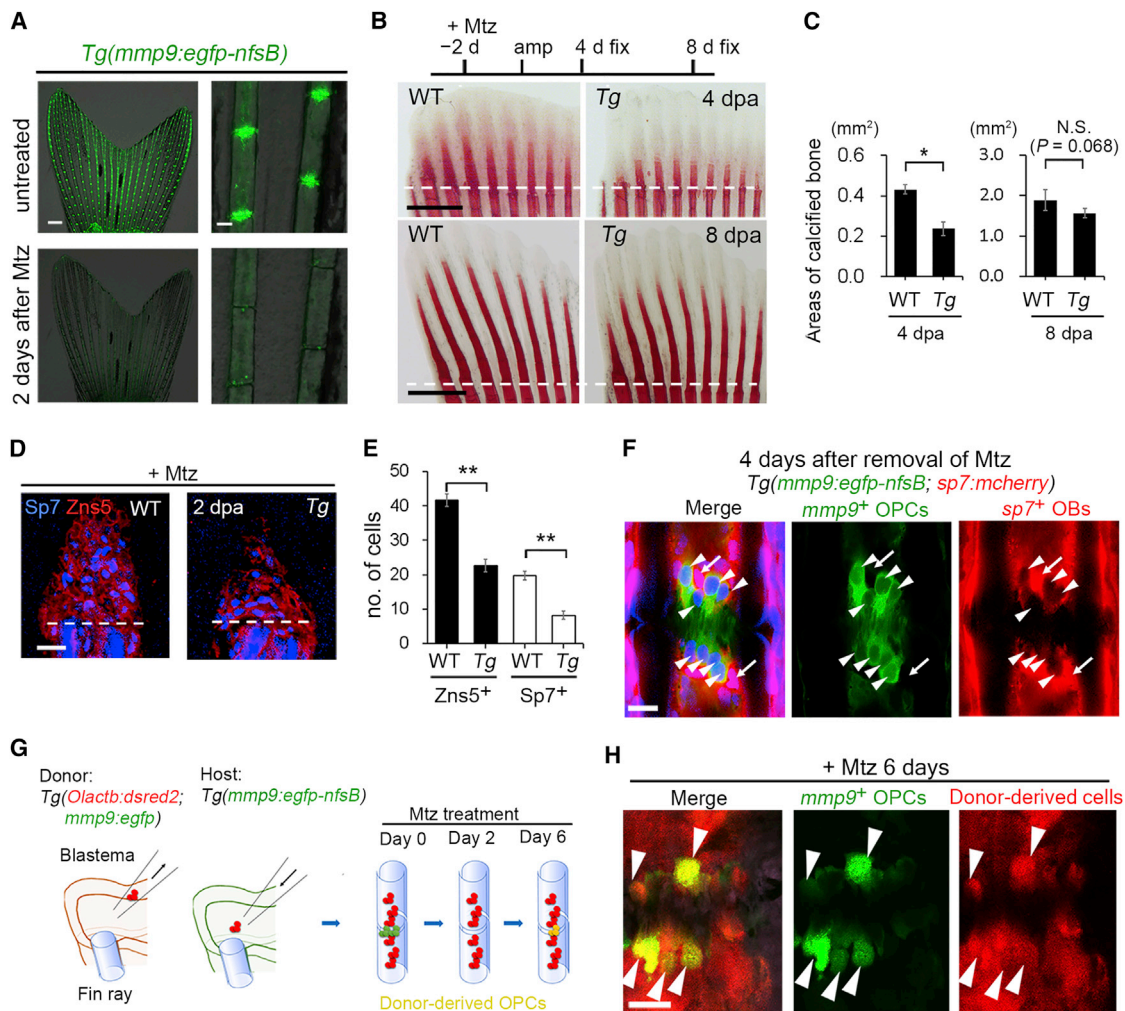 A
Tg(mmp9:egfp-nfsB)
untreated
2 days after Mtz
B
+ Mtz
−2 d amp 4 d fix 8 d fix
WT Tg 4 dpa
WT Tg 8 dpa
C
Areas of calcified bone
(mm²)
0.6
0.4
0.2
0.0
*
WT Tg
4 dpa
(mm²)
3.0
2.0
1.0
0.0
N.S.
(P = 0.068)
WT Tg
8 dpa
D
+ Mtz
Sp7 Zns5 WT
2 dpa Tg
E
no. of cells
50
40
30
20
10
0
**
**
WT Tg WT Tg
Zns5⁺ Sp7⁺
F
4 days after removal of Mtz
Tg(mmp9:egfp-nfsB; sp7:mcherry)
Merge mmp9⁺ OPCs sp7⁺ OBs
G
Donor:
Tg(Olactb:dsred2;
mmp9:egfp)
Host:
Tg(mmp9:egfp-nfsB)
Blastema
Fin ray
Mtz treatment
Day 0 Day 2 Day 6
Donor-derived OPCs
H
+ Mtz 6 days
Merge mmp9⁺ OPCs Donor-derived cells